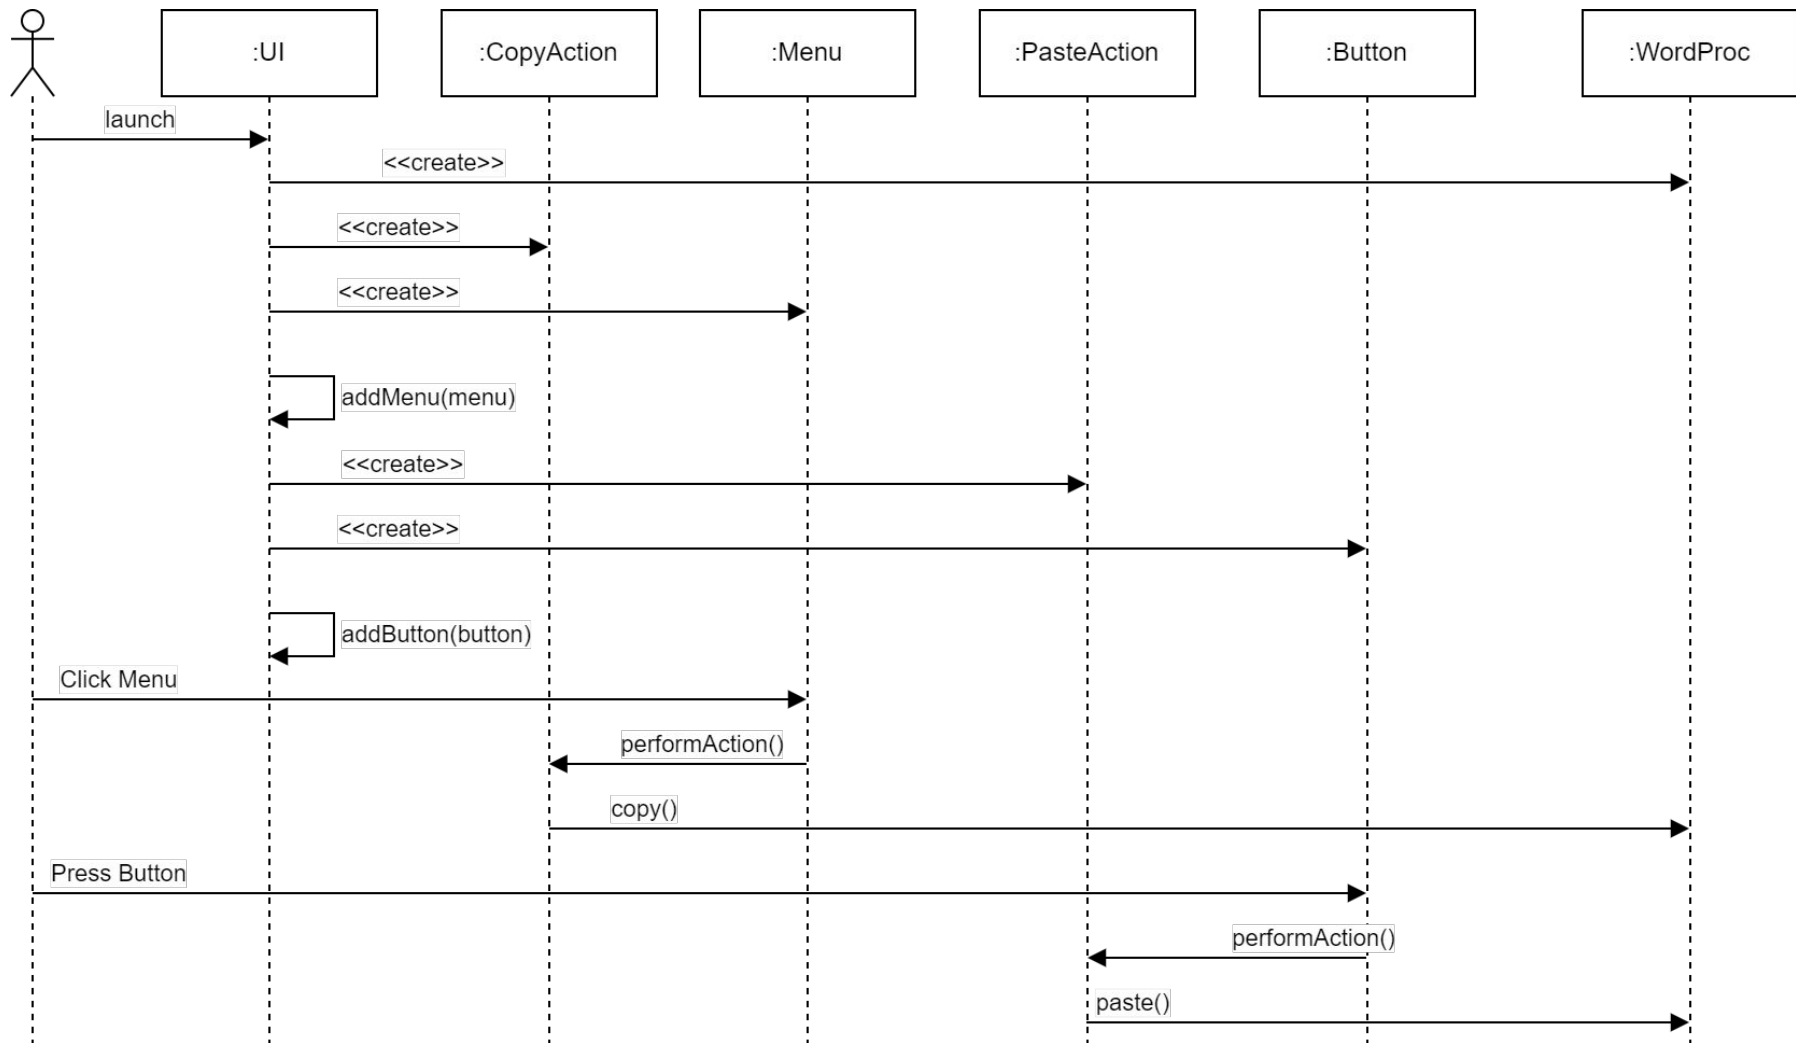 :UI
:CopyAction
:Menu
:PasteAction
:Button
:WordProc
launch
<<create>>
<<create>>
<<create>>
addMenu(menu)
<<create>>
<<create>>
addButton(button)
Click Menu
performAction()
copy()
Press Button
performAction()
paste()